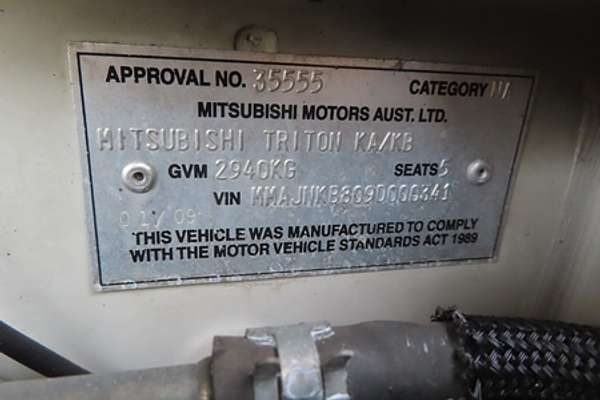 APPROVAL NO. 35555 CATEGORY NA
MITSUBISHI MOTORS AUST. LTD.
MITSUBISHI TRITON KA/KB
GVM 2940KG SEATS 5
VIN
01/09
THIS VEHICLE WAS MANUFACTURED TO COMPLY
WITH THE MOTOR VEHICLE STANDARDS ACT 1989